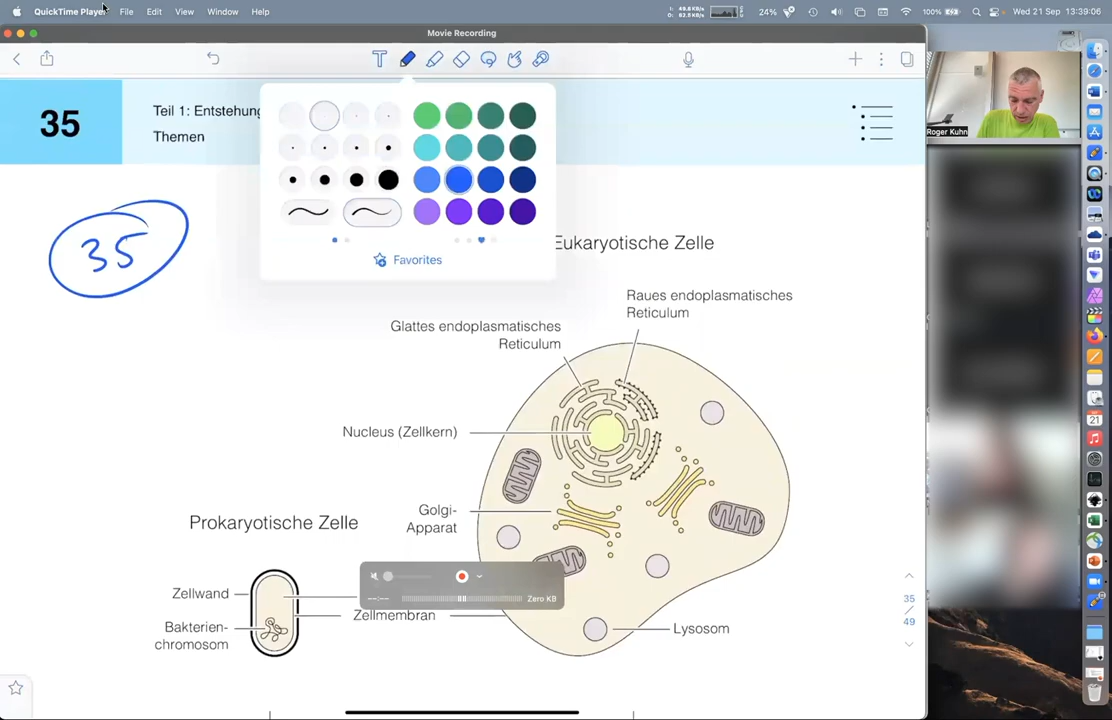 QuickTime Player File Edit View Window Help
24% 100% Wed 21 Sep 13:39:06
Movie Recording
35
Teil 1: Entstehung
Themen
Roger Kuhn
35
Favorites
Eukaryotische Zelle
Raues endoplasmatisches
Reticulum
Glattes endoplasmatisches
Reticulum
Nucleus (Zellkern)
Golgi-
Apparat
Prokaryotische Zelle
Zero KB
--:--
Zellwand
Zellmembran
Bakterien-
chromosom
Lysosom
35
/
49
21